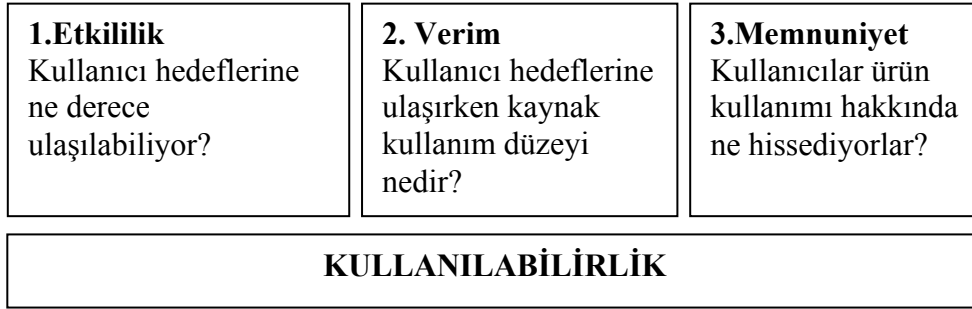 1.Etkililik
Kullanıcı hedeflerine
ne derece
ulaşılabiliyor?
2. Verim
Kullanıcı hedeflerine
ulaşırken kaynak
kullanım düzeyi
nedir?
3.Memnuniyet
Kullanıcılar ürün
kullanımı hakkında
ne hissediyorlar?
KULLANILABİLİRLİK